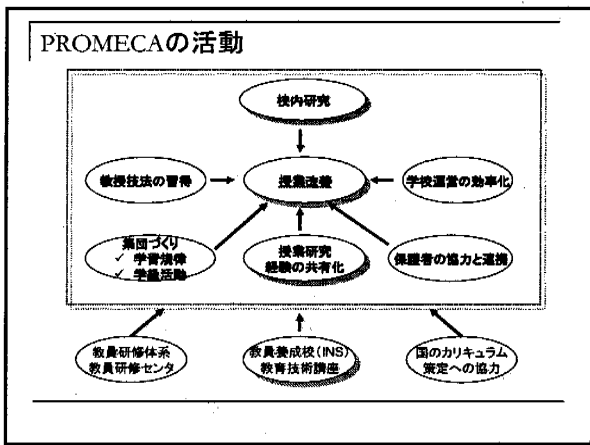 PROMECAの活動
校内研究
教授技法の習得
授業改善
学校運営の効率化
集団づくり
✓ 学習規律
✓ 学級活動
授業研究
経験の共有化
保護者の協力と連携
教員研修体系
教員研修センタ
教員養成校(INS)
教育技術講座
国のカリキュラム
策定への協力